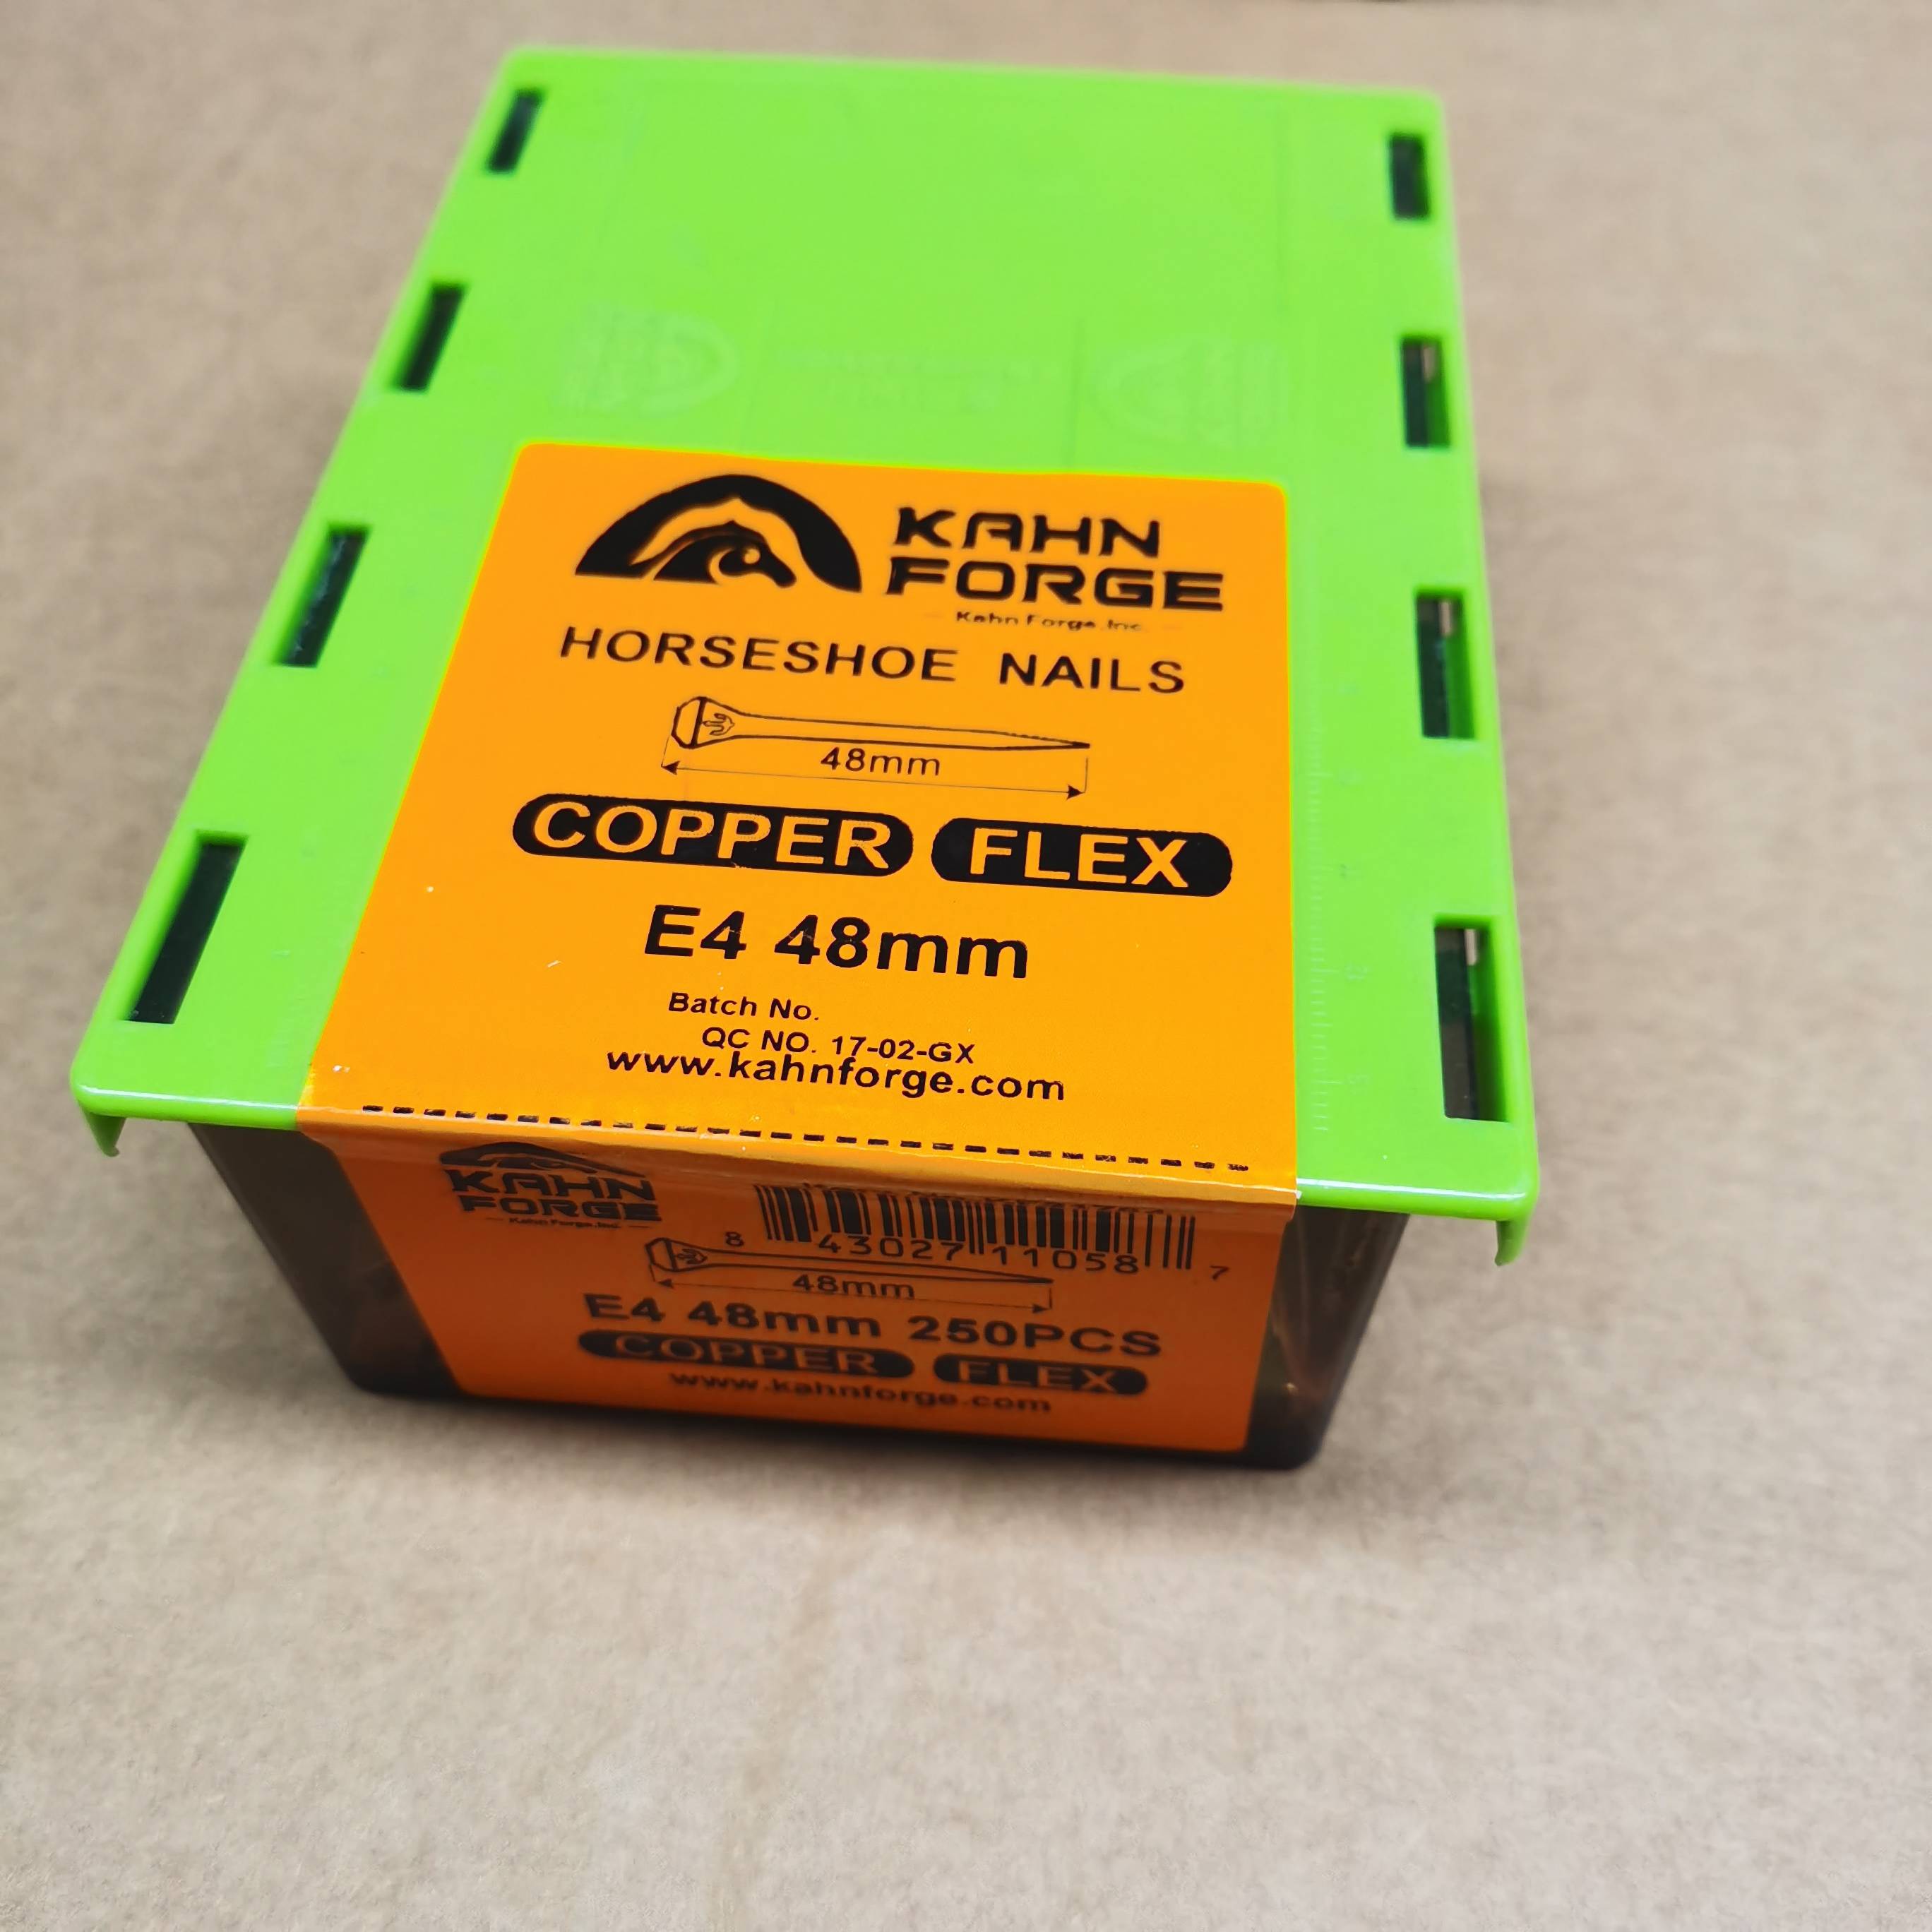 KAHN
FORGE
Kahn Forge Inc.
HORSESHOE NAILS
48mm
COPPER FLEX
E4 48mm
Batch No.
QC NO. 17-02-GX
www.kahnforge.com
KAHN
FORGE
Kahn Forge Inc.
8 43027 11058 7
48mm
E4 48mm 250PCS
COPPER FLEX
www.kahnforge.com